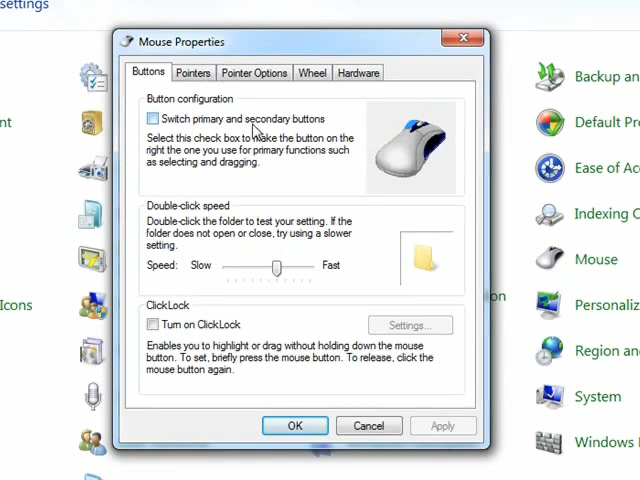 settings
Mouse Properties
Buttons
Pointers
Pointer Options
Wheel
Hardware
Button configuration
Switch primary and secondary buttons
Select this check box to make the button on the
right the one you use for primary functions such
as selecting and dragging.
Double-click speed
Double-click the folder to test your setting. If the
folder does not open or close, try using a slower
setting.
Speed: Slow Fast
ClickLock
Turn on ClickLock
Settings...
Enables you to highlight or drag without holding down the mouse
button. To set, briefly press the mouse button. To release, click the
mouse button again.
OK
Cancel
Apply
nt
Icons
on
Backup an
Default Pr
Ease of Ac
Indexing O
Mouse
Personaliz
Region an
System
Windows